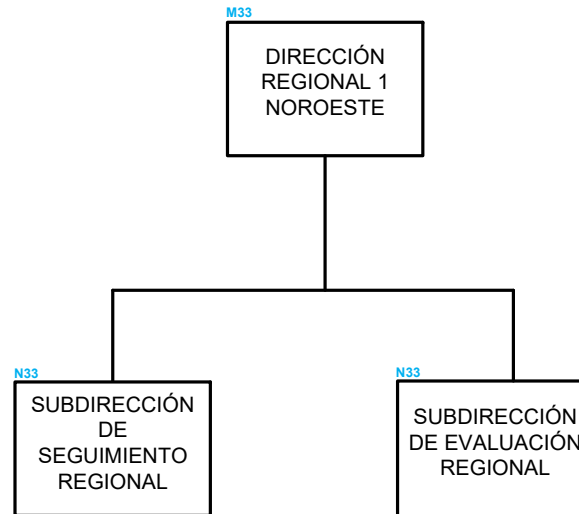 M33
DIRECCIÓN
REGIONAL 1
NOROESTE
N33
SUBDIRECCIÓN
DE
SEGUIMIENTO
REGIONAL
N33
SUBDIRECCIÓN
DE EVALUACIÓN
REGIONAL